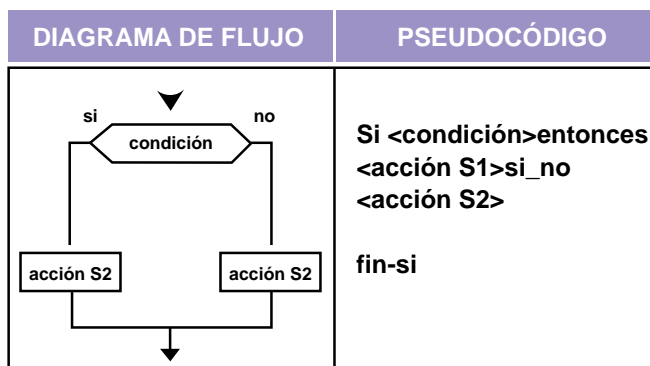 DIAGRAMA DE FLUJO
PSEUDOCÓDIGO
si
no
condición
acción S2
acción S2
Si <condición>entonces
<acción S1>si_no
<acción S2>
fin-si